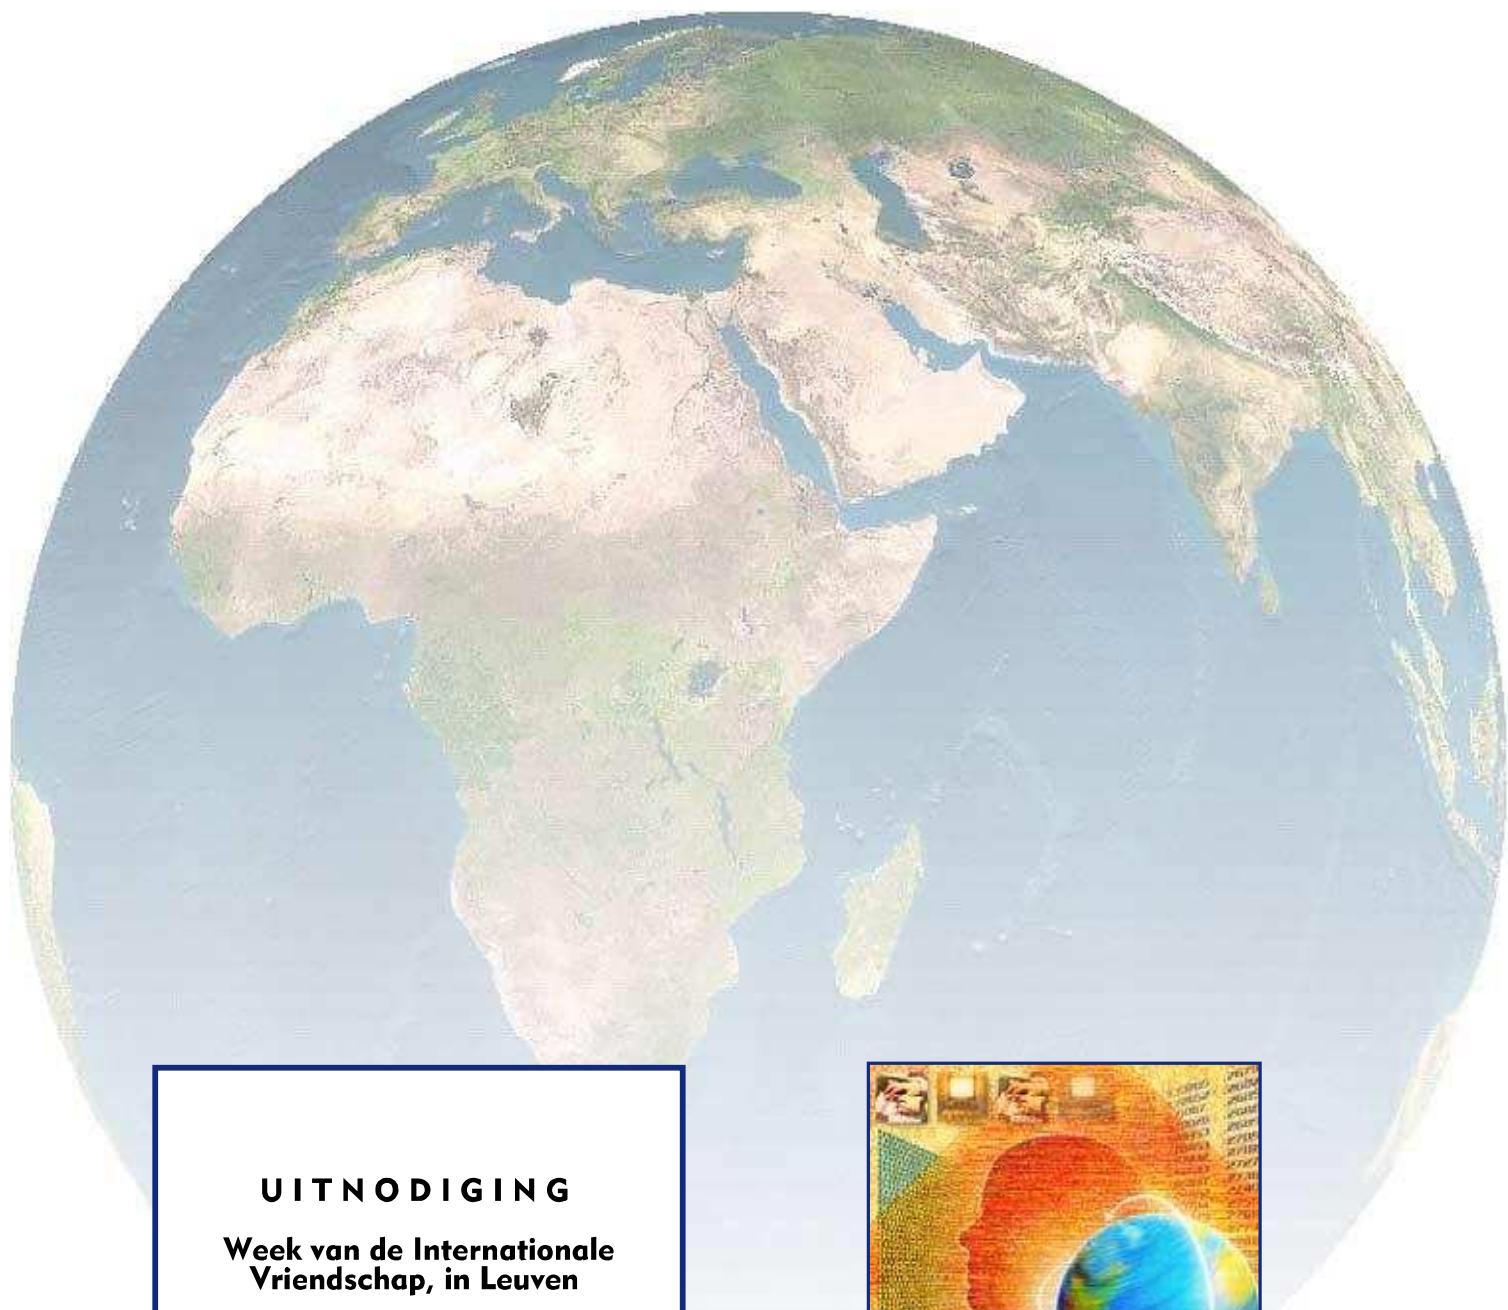 UITNODIGING
Week van de Internationale
Vriendschap, in Leuven